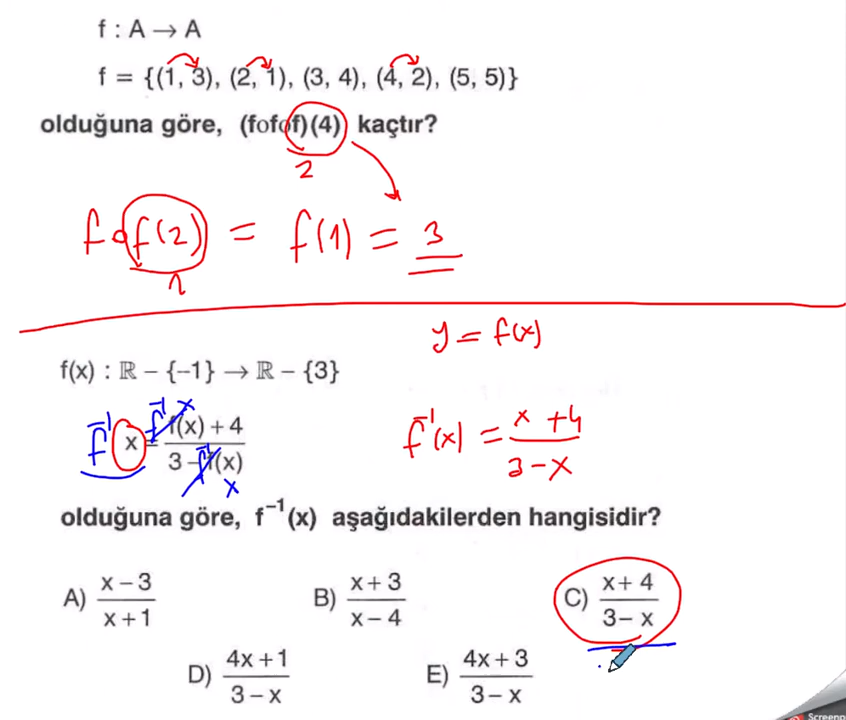 f : A → A
f = {(1, 3), (2, 1), (3, 4), (4, 2), (5, 5)}
olduğuna göre, (fofof)(4) kaçtır?
2
fof(2) = f(1) = 3
1
y = f(x)
f(x) : ℝ – {–1} → ℝ – {3}
f⁻¹ x = f⁻¹ x f(x) + 4 / 3 – f⁻¹ f(x) x
f⁻¹(x) = x + 4 / 3 – x
olduğuna göre, f⁻¹(x) aşağıdakilerden hangisidir?
A) x – 3 / x + 1 B) x + 3 / x – 4 C) x + 4 / 3 – x
D) 4x + 1 / 3 – x E) 4x + 3 / 3 – x